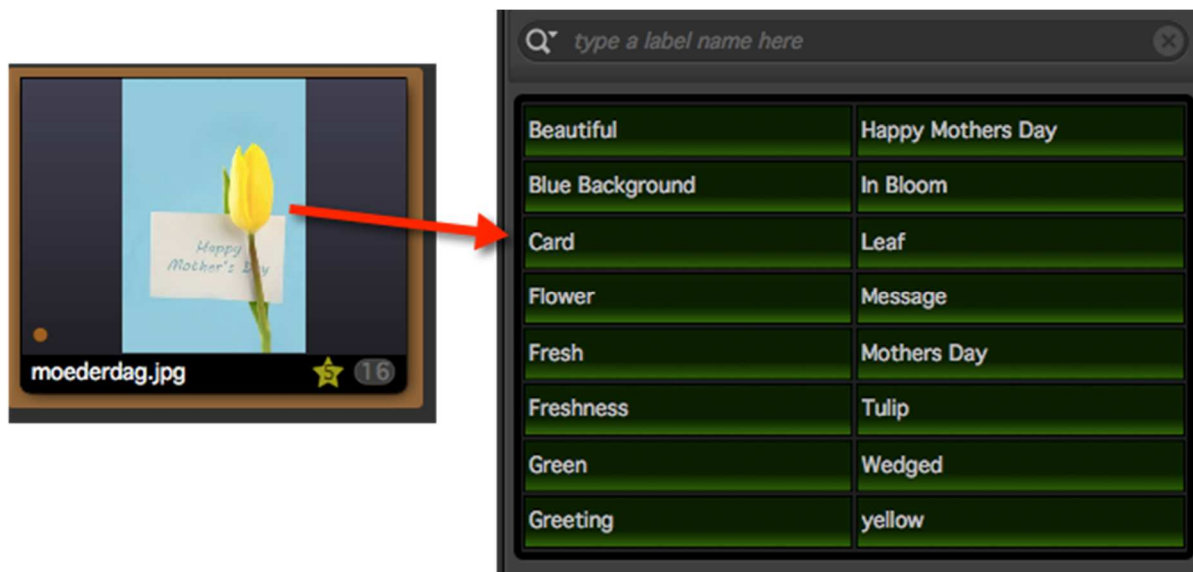 type a label name here
Happy
Mother's Day
moederdag.jpg
5
16
Beautiful
Happy Mothers Day
Blue Background
In Bloom
Card
Leaf
Flower
Message
Fresh
Mothers Day
Freshness
Tulip
Green
Wedged
Greeting
yellow